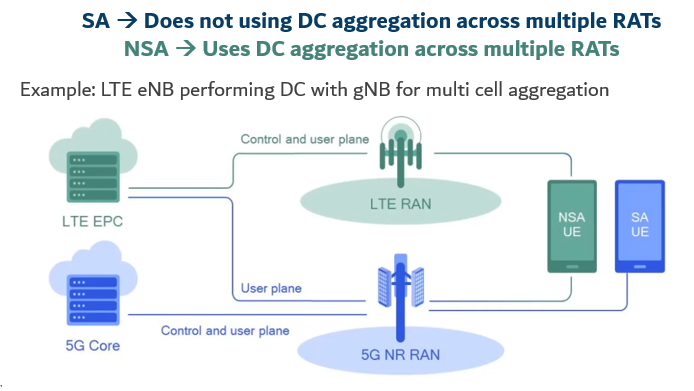 SA → Does not using DC aggregation across multiple RATs
NSA → Uses DC aggregation across multiple RATs
Example: LTE eNB performing DC with gNB for multi cell aggregation
Control and user plane
LTE EPC
LTE RAN
NSA
UE
SA
UE
User plane
Control and user plane
5G Core
5G NR RAN